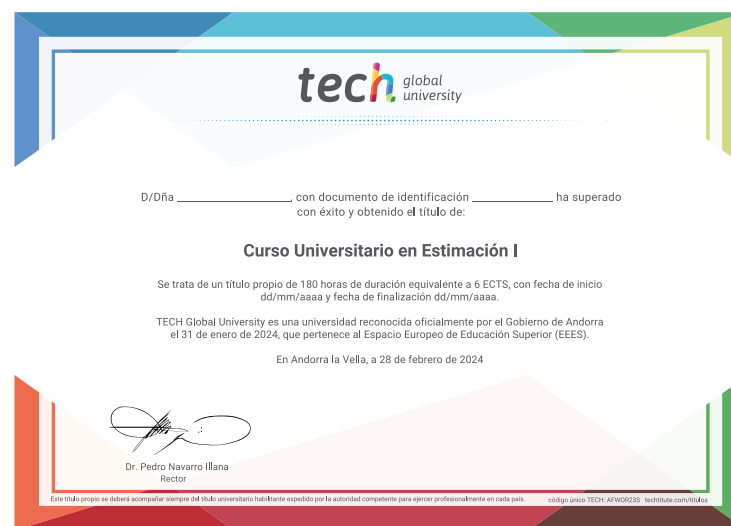 tech global
university
D/Dña ______________, con documento de identificación __________ ha superado
con éxito y obtenido el título de:
Curso Universitario en Estimación I
Se trata de un título propio de 180 horas de duración equivalente a 6 ECTS, con fecha de inicio
dd/mm/aaaa y fecha de finalización dd/mm/aaaa.
TECH Global University es una universidad reconocida oficialmente por el Gobierno de Andorra
el 31 de enero de 2024, que pertenece al Espacio Europeo de Educación Superior (EEES).
En Andorra la Vella, a 28 de febrero de 2024
Dr. Pedro Navarro Illana
Rector
Este título propio se deberá acompañar siempre del título universitario habilitante expedido por la autoridad competente para ejercer profesionalmente en cada país. código único TECH: AFWOR23S techtitute.com/titulos